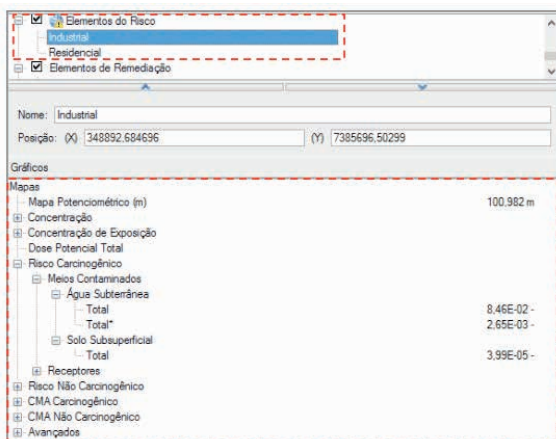 Elementos do Risco
Industrial
Residencial
Elementos de Remediação
Nome: Industrial
Posição: (X) 348892,684696 (Y) 7385696,50299
Gráficos
Mapas
Mapa Potenciométrico (m) 100,982 m
Concentração
Concentração de Exposição
Dose Potencial Total
Risco Carcinogênico
Meios Contaminados
Água Subterrânea
Total 8,46E-02 -
Total* 2,65E-03 -
Solo Subsuperficial
Total 3,99E-05 -
Receptores
Risco Não Carcinogênico
CMA Carcinogênico
CMA Não Carcinogênico
Avançados